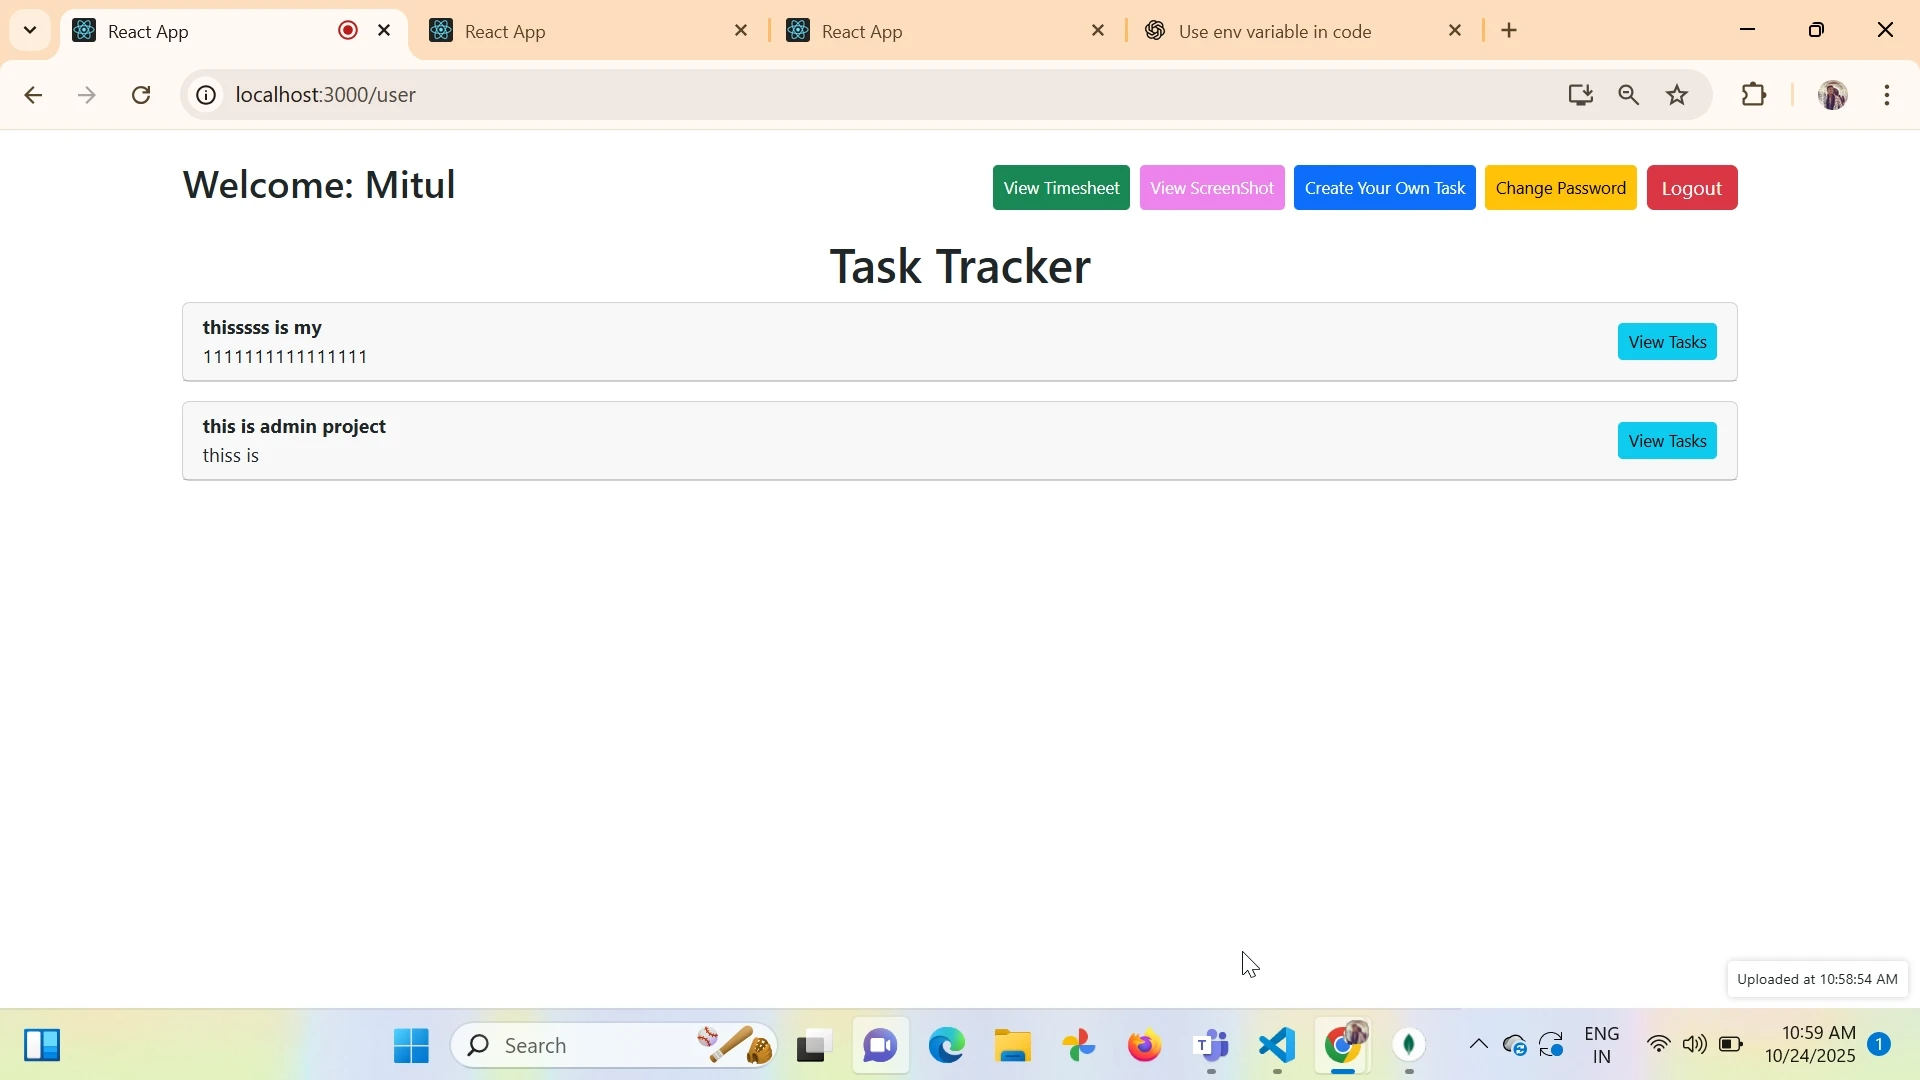 React App
React App
React App
Use env variable in code
localhost:3000/user
Welcome: Mitul
View Timesheet
View ScreenShot
Create Your Own Task
Change Password
Logout
Task Tracker
thisssss is my
1111111111111111
View Tasks
this is admin project
thiss is
View Tasks
Uploaded at 10:58:54 AM
Search
T
ENG
IN
10:59 AM
10/24/2025
1